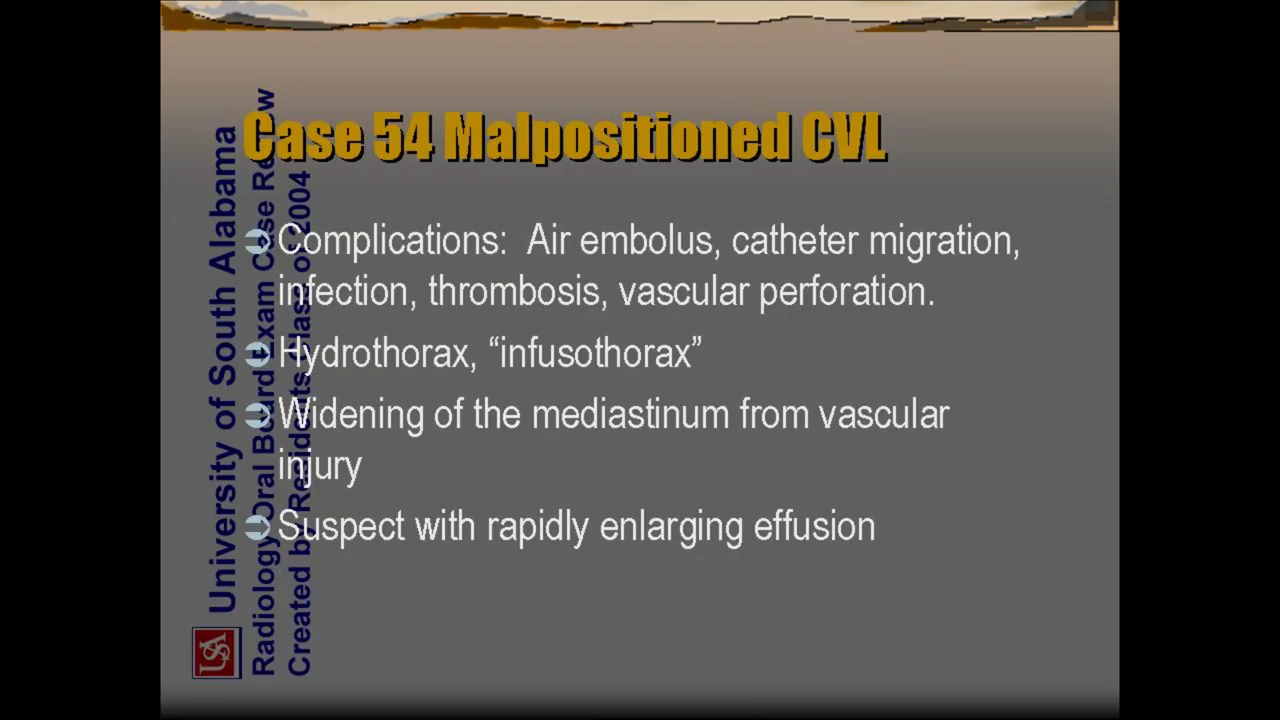 Case 54 Malpositioned CVL
Complications: Air embolus, catheter migration,
infection, thrombosis, vascular perforation.
Hydrothorax, “infusothorax”
Widening of the mediastinum from vascular
injury
Suspect with rapidly enlarging effusion
University of South Alabama
Radiology Oral Board Exam Case Review
Created by Residents Class of 2004
USA